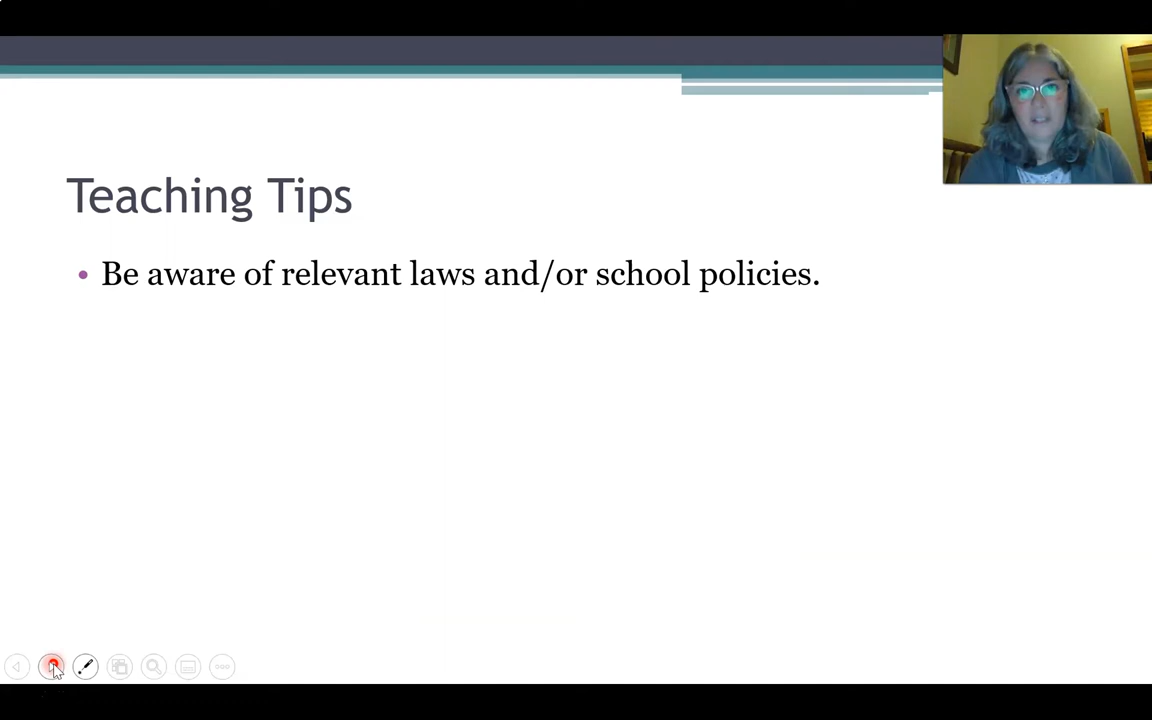 Teaching Tips
• Be aware of relevant laws and/or school policies.